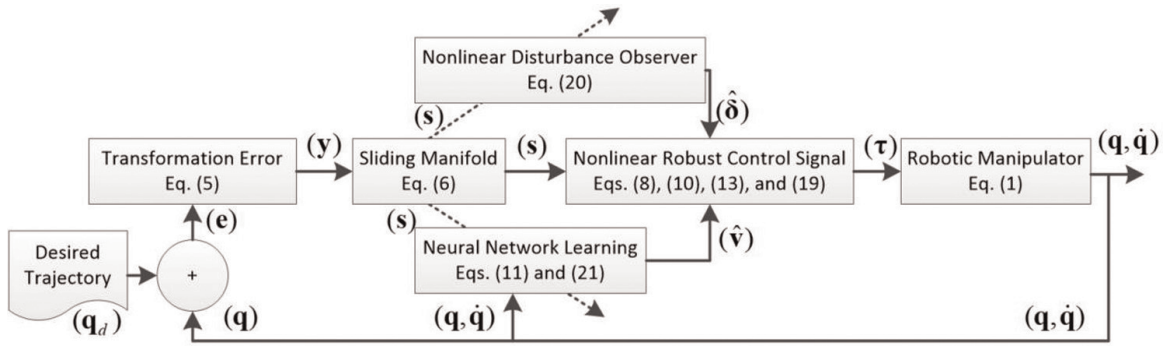 Nonlinear Disturbance Observer
Eq. (20)
(s)
(δ̂)
Transformation Error
Eq. (5)
(y)
Sliding Manifold
Eq. (6)
(s)
Nonlinear Robust Control Signal
Eqs. (8), (10), (13), and (19)
(τ)
Robotic Manipulator
Eq. (1)
(q, q̇)
(e)
(s)
Neural Network Learning
Eqs. (11) and (21)
(v̂)
Desired
Trajectory
+
(q_d)
(q)
(q, q̇)
(q, q̇)